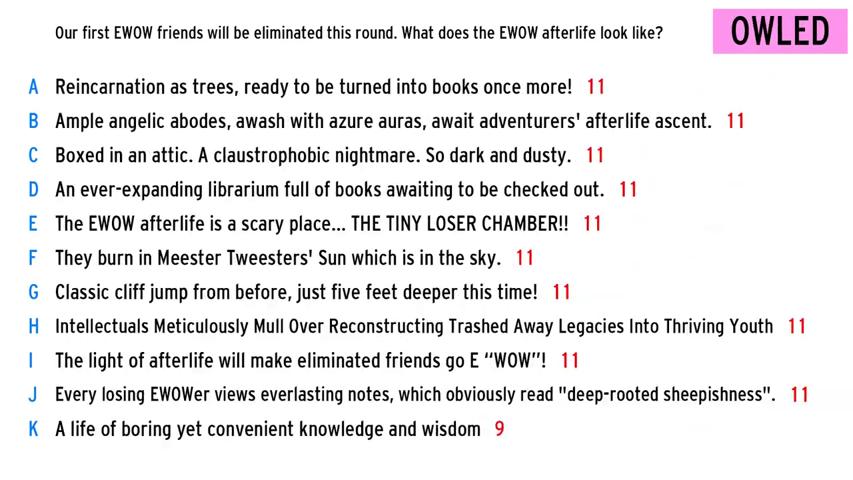 Our first EWOW friends will be eliminated this round. What does the EWOW afterlife look like?
OWLED
A Reincarnation as trees, ready to be turned into books once more! 11
B Ample angelic abodes, awash with azure auras, await adventurers' afterlife ascent. 11
C Boxed in an attic. A claustrophobic nightmare. So dark and dusty. 11
D An ever-expanding librarium full of books awaiting to be checked out. 11
E The EWOW afterlife is a scary place... THE TINY LOSER CHAMBER!! 11
F They burn in Meester Tweesters' Sun which is in the sky. 11
G Classic cliff jump from before, just five feet deeper this time! 11
H Intellectuals Meticulously Mull Over Reconstructing Trashed Away Legacies Into Thriving Youth 11
I The light of afterlife will make eliminated friends go E “WOW”! 11
J Every losing EWOWer views everlasting notes, which obviously read "deep-rooted sheepishness". 11
K A life of boring yet convenient knowledge and wisdom 9